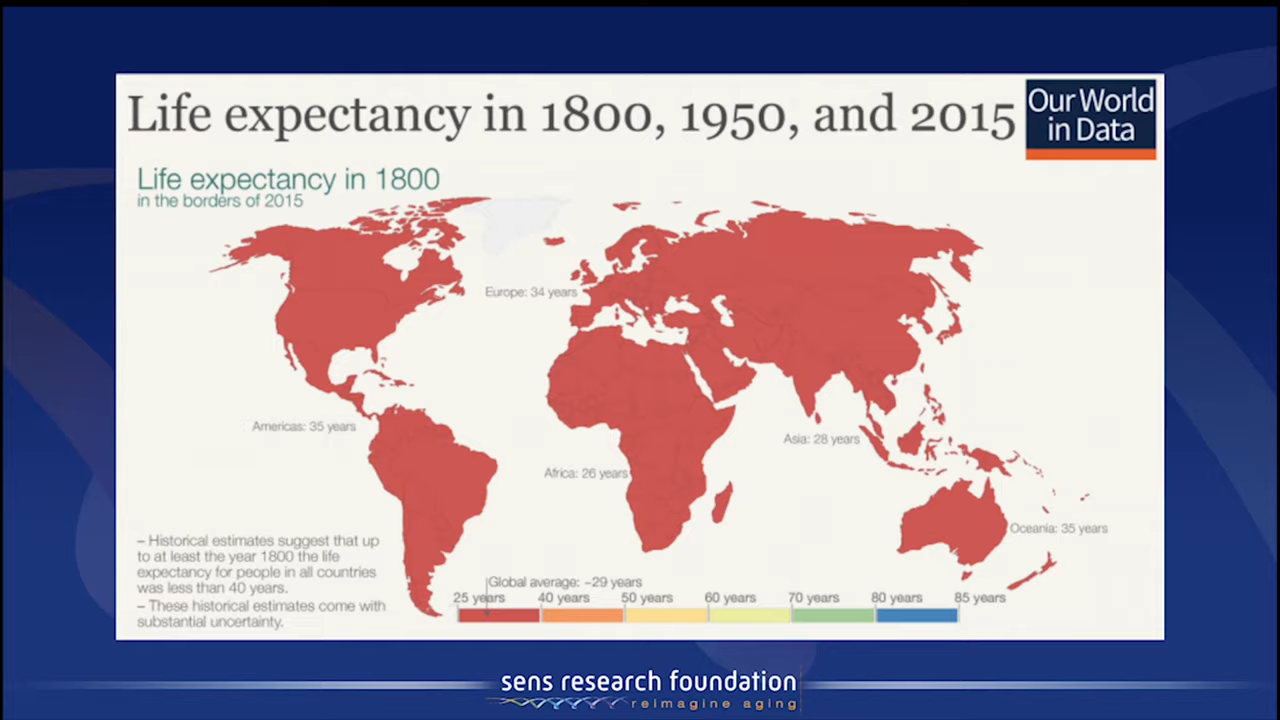 Life expectancy in 1800, 1950, and 2015
Our World
in Data
Life expectancy in 1800
in the borders of 2015
Europe: 34 years
Americas: 35 years
Asia: 28 years
Africa: 26 years
Oceania: 35 years
– Historical estimates suggest that up
to at least the year 1800 the life
expectancy for people in all countries
was less than 40 years.
– These historical estimates come with
substantial uncertainty.
Global average: ~29 years
25 years 40 years 50 years 60 years 70 years 80 years 85 years
sens research foundation
reimagine aging